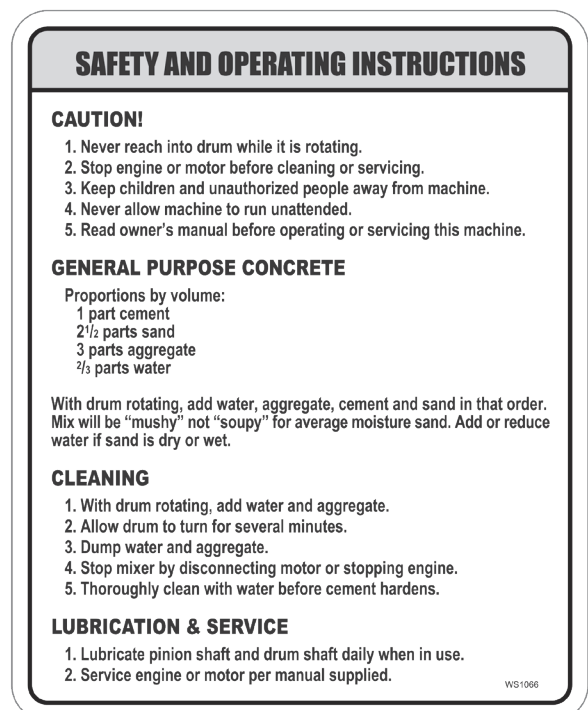 SAFETY AND OPERATING INSTRUCTIONS
CAUTION!
1. Never reach into drum while it is rotating.
2. Stop engine or motor before cleaning or servicing.
3. Keep children and unauthorized people away from machine.
4. Never allow machine to run unattended.
5. Read owner's manual before operating or servicing this machine.
GENERAL PURPOSE CONCRETE
Proportions by volume:
1 part cement
2 1/2 parts sand
3 parts aggregate
2/3 parts water
With drum rotating, add water, aggregate, cement and sand in that order.
Mix will be “mushy” not “soupy” for average moisture sand. Add or reduce
water if sand is dry or wet.
CLEANING
1. With drum rotating, add water and aggregate.
2. Allow drum to turn for several minutes.
3. Dump water and aggregate.
4. Stop mixer by disconnecting motor or stopping engine.
5. Thoroughly clean with water before cement hardens.
LUBRICATION & SERVICE
1. Lubricate pinion shaft and drum shaft daily when in use.
2. Service engine or motor per manual supplied.
WS1066